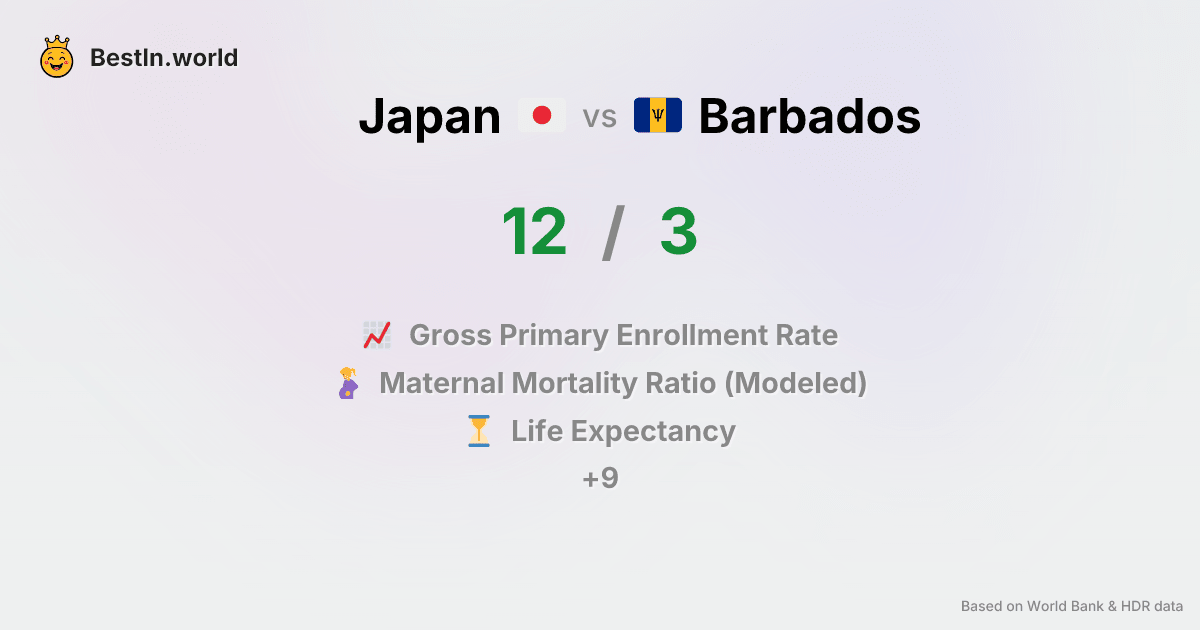 BestIn.world
Japan vs Barbados
12 / 3
Gross Primary Enrollment Rate
Maternal Mortality Ratio (Modeled)
Life Expectancy
+9
Based on World Bank & HDR data